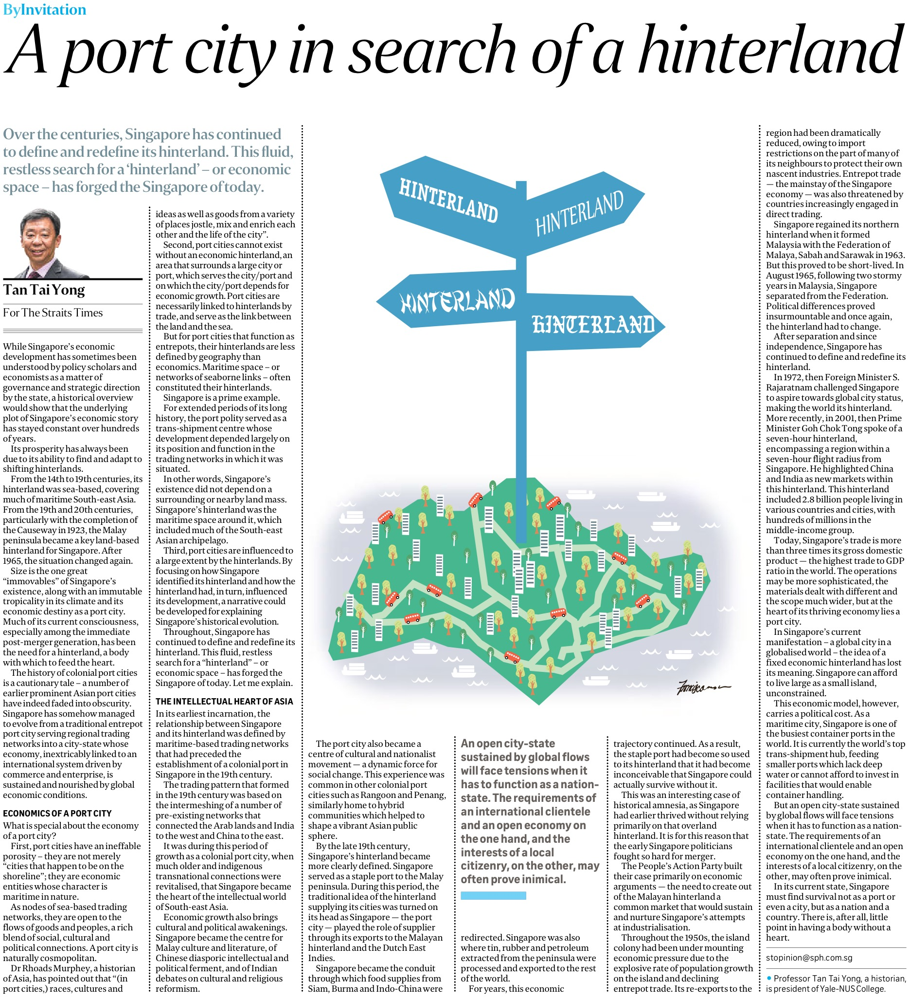 ByInvitation
A port city in search of a hinterland
Over the centuries, Singapore has continued
to define and redefine its hinterland. This fluid,
restless search for a ‘hinterland’ – or economic
space – has forged the Singapore of today.
Tan Tai Yong
For The Straits Times
While Singapore’s economic
development has sometimes been
understood by policy scholars and
economists as a matter of
governance and strategic direction
by the state, a historical overview
would show that the underlying
plot of Singapore’s economic story
has stayed constant over hundreds
of years.
Its prosperity has always been
due to its ability to find and adapt to
shifting hinterlands.
From the 14th to 19th centuries, its
hinterland was sea-based, covering
much of maritime South-east Asia.
From the 19th and 20th centuries,
particularly with the completion of
the Causeway in 1923, the Malay
peninsula became a key land-based
hinterland for Singapore. After
1965, the situation changed again.
Size is the one great
“immovables” of Singapore’s
existence, along with an immutable
tropicality in its climate and its
economic destiny as a port city.
Much of its current consciousness,
especially among the immediate
post-merger generation, has been
the need for a hinterland, a body
with which to feed the heart.
The history of colonial port cities
is a cautionary tale – a number of
earlier prominent Asian port cities
have indeed faded into obscurity.
Singapore has somehow managed
to evolve from a traditional entrepot
port city serving regional trading
networks into a city-state whose
economy, inextricably linked to an
international system driven by
commerce and enterprise, is
sustained and nourished by global
economic conditions.
ECONOMICS OF A PORT CITY
What is special about the economy
of a port city?
First, port cities have an ineffable
porosity – they are not merely
“cities that happen to be on the
shoreline”; they are economic
entities whose character is
maritime in nature.
As nodes of sea-based trading
networks, they are open to the
flows of goods and peoples, a rich
blend of social, cultural and
political connections. A port city is
naturally cosmopolitan.
Dr Rhoads Murphey, a historian
of Asia, has pointed out that “(in
port cities,) races, cultures and
ideas as well as goods from a variety
of places jostle, mix and enrich each
other and the life of the city”.
Second, port cities cannot exist
without an economic hinterland, an
area that surrounds a large city or
port, which serves the city/port and
on which the city/port depends for
economic growth. Port cities are
necessarily linked to hinterlands by
trade, and serve as the link between
the land and the sea.
But for port cities that function as
entrepots, their hinterlands are less
defined by geography than
economics. Maritime space – or
networks of seaborne links – often
constituted their hinterlands.
Singapore is a prime example.
For extended periods of its long
history, the port polity served as a
trans-shipment centre whose
development depended largely on
its position and function in the
trading networks in which it was
situated.
In other words, Singapore’s
existence did not depend on a
surrounding or nearby land mass.
Singapore’s hinterland was the
maritime space around it, which
included much of the South-east
Asian archipelago.
Third, port cities are influenced to
a large extent by the hinterlands. By
focusing on how Singapore
identified its hinterland and how the
hinterland had, in turn, influenced
its development, a narrative could
be developed for explaining
Singapore’s historical evolution.
Throughout, Singapore has
continued to define and redefine its
hinterland. This fluid, restless
search for a “hinterland” – or
economic space – has forged the
Singapore of today. Let me explain.
THE INTELLECTUAL HEART OF ASIA
In its earliest incarnation, the
relationship between Singapore
and its hinterland was defined by
maritime-based trading networks
that had preceded the
establishment of a colonial port in
Singapore in the 19th century.
The trading pattern that formed
in the 19th century was based on
the intermeshing of a number of
pre-existing networks that
connected the Arab lands and India
to the west and China to the east.
It was during this period of
growth as a colonial port city, when
much older and indigenous
transnational connections were
revitalised, that Singapore became
the heart of the intellectual world
of South-east Asia.
Economic growth also brings
cultural and political awakenings.
Singapore became the centre for
Malay culture and literature, of
Chinese diasporic intellectual and
political ferment, and of Indian
debates on cultural and religious
reformism.
HINTERLAND
HINTERLAND
HINTERLAND
HINTERLAND
The port city also became a
centre of cultural and nationalist
movement — a dynamic force for
social change. This experience was
common in other colonial port
cities such as Rangoon and Penang,
similarly home to hybrid
communities which helped to
shape a vibrant Asian public
sphere.
By the late 19th century,
Singapore’s hinterland became
more clearly defined. Singapore
served as a staple port to the Malay
peninsula. During this period, the
traditional idea of the hinterland
supplying its cities was turned on
its head as Singapore — the port
city — played the role of supplier
through its exports to the Malayan
hinterland and the Dutch East
Indies.
Singapore became the conduit
through which food supplies from
Siam, Burma and Indo-China were
An open city-state
sustained by global flows
will face tensions when it
has to function as a nation-
state. The requirements of
an international clientele
and an open economy on
the one hand, and the
interests of a local
citizenry, on the other, may
often prove inimical.
redirected. Singapore was also
where tin, rubber and petroleum
extracted from the peninsula were
processed and exported to the rest
of the world.
For years, this economic
trajectory continued. As a result,
the staple port had become so used
to its hinterland that it had become
inconceivable that Singapore could
actually survive without it.
This was an interesting case of
historical amnesia, as Singapore
had earlier thrived without relying
primarily on that overland
hinterland. It is for this reason that
the early Singapore politicians
fought so hard for merger.
The People’s Action Party built
their case primarily on economic
arguments — the need to create out
of the Malayan hinterland a
common market that would sustain
and nurture Singapore’s attempts
at industrialisation.
Throughout the 1950s, the island
colony had been under mounting
economic pressure due to the
explosive rate of population growth
on the island and declining
entrepot trade. Its re-exports to the
region had been dramatically
reduced, owing to import
restrictions on the part of many of
its neighbours to protect their own
nascent industries. Entrepot trade
— the mainstay of the Singapore
economy — was also threatened by
countries increasingly engaged in
direct trading.
Singapore regained its northern
hinterland when it formed
Malaysia with the Federation of
Malaya, Sabah and Sarawak in 1963.
But this proved to be short-lived. In
August 1965, following two stormy
years in Malaysia, Singapore
separated from the Federation.
Political differences proved
insurmountable and once again,
the hinterland had to change.
After separation and since
independence, Singapore has
continued to define and redefine its
hinterland.
In 1972, then Foreign Minister S.
Rajaratnam challenged Singapore
to aspire towards global city status,
making the world its hinterland.
More recently, in 2001, then Prime
Minister Goh Chok Tong spoke of a
seven-hour hinterland,
encompassing a region within a
seven-hour flight radius from
Singapore. He highlighted China
and India as new markets within
this hinterland. This hinterland
included 2.8 billion people living in
various countries and cities, with
hundreds of millions in the
middle-income group.
Today, Singapore’s trade is more
than three times its gross domestic
product — the highest trade to GDP
ratio in the world. The operations
may be more sophisticated, the
materials dealt with different and
the scope much wider, but at the
heart of its thriving economy lies a
port city.
In Singapore’s current
manifestation – a global city in a
globalised world – the idea of a
fixed economic hinterland has lost
its meaning. Singapore can afford
to live large as a small island,
unconstrained.
This economic model, however,
carries a political cost. As a
maritime city, Singapore is one of
the busiest container ports in the
world. It is currently the world’s top
trans-shipment hub, feeding
smaller ports which lack deep
water or cannot afford to invest in
facilities that would enable
container handling.
But an open city-state sustained
by global flows will face tensions
when it has to function as a nation-
state. The requirements of an
international clientele and an open
economy on the one hand, and the
interests of a local citizenry, on the
other, may often prove inimical.
In its current state, Singapore
must find survival not as a port or
even a city, but as a nation and a
country. There is, after all, little
point in having a body without a
heart.
stopinion@sph.com.sg
• Professor Tan Tai Yong, a historian,
is president of Yale-NUS College.